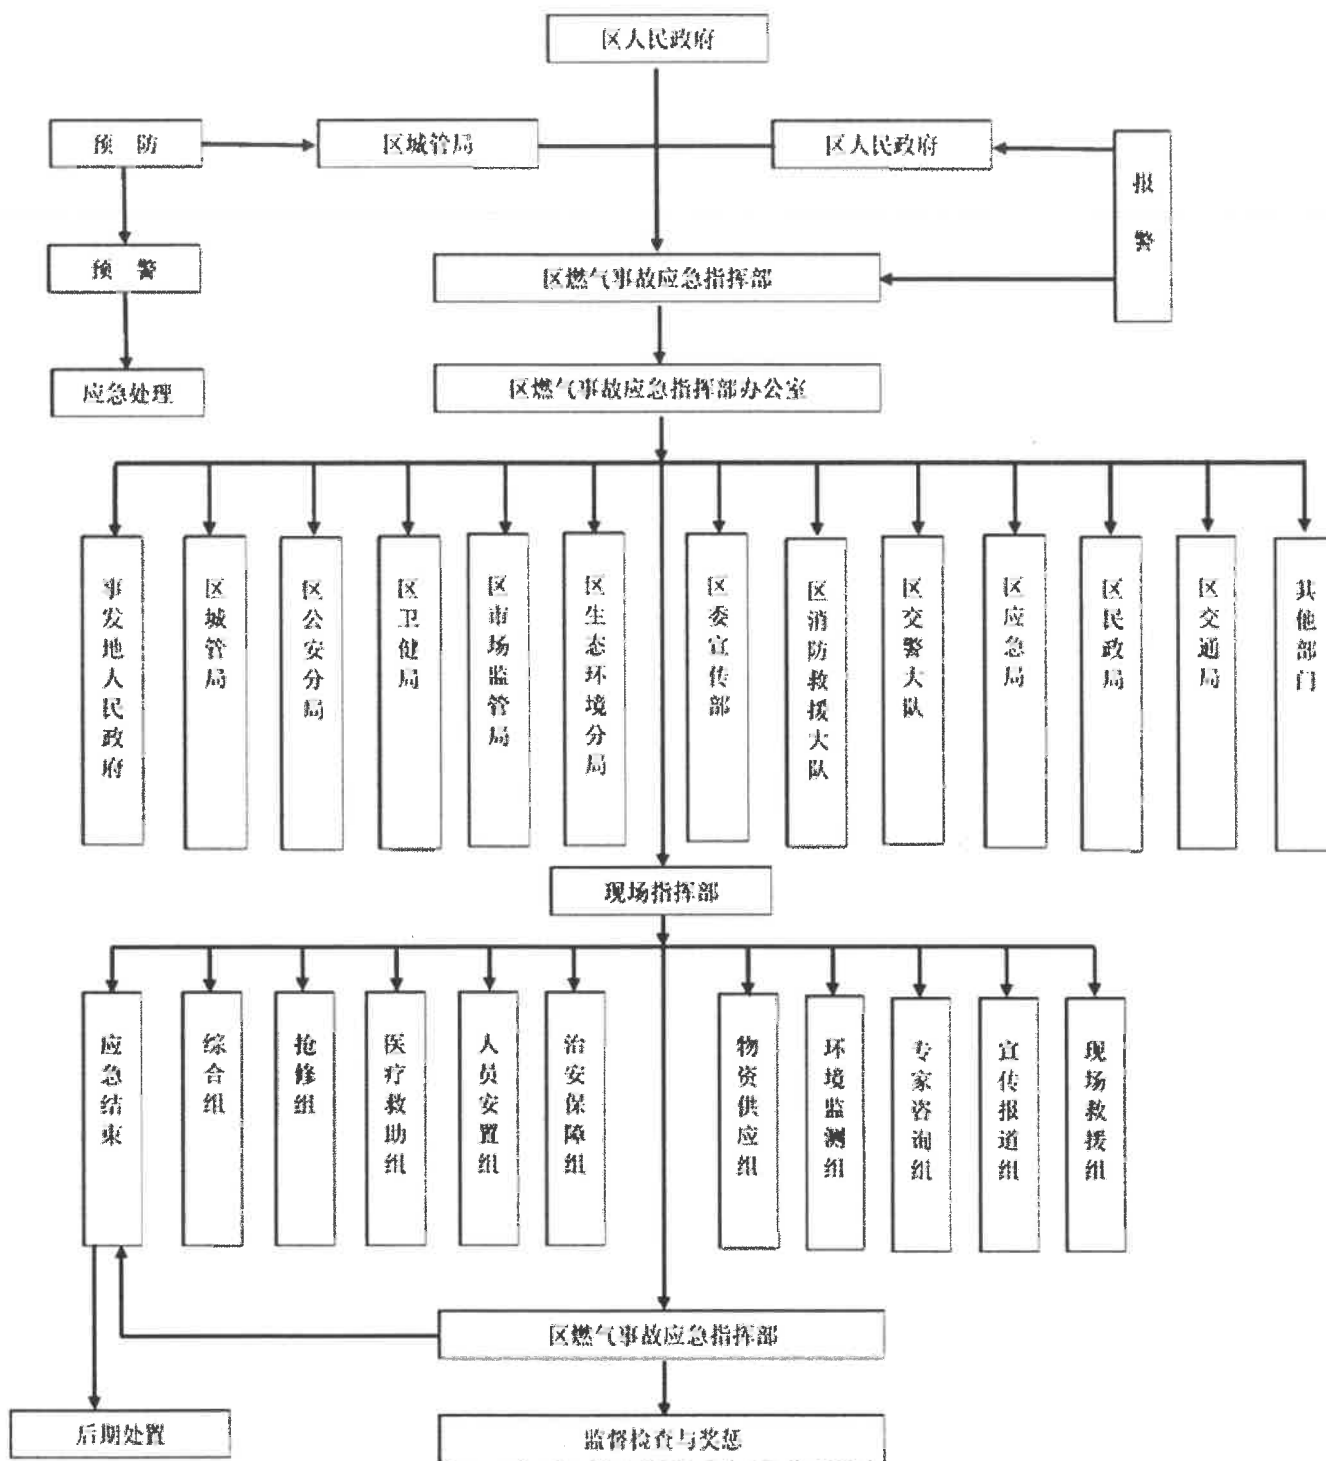 区人民政府
预 防
区城管局
区人民政府
报警
预 警
区燃气事故应急指挥部
应急处理
区燃气事故应急指挥部办公室
事发地人民政府
区城管局
区公安分局
区卫健局
区市场监管局
区生态环境分局
区委宣传部
区消防救援大队
区交警大队
区应急局
区民政局
区交通局
其他部门
现场指挥部
应急结束
综合组
抢修组
医疗救助组
人员安置组
治安保障组
物资供应组
环境监测组
专家咨询组
宣传报道组
现场救援组
区燃气事故应急指挥部
后期处置
监督检查与奖惩